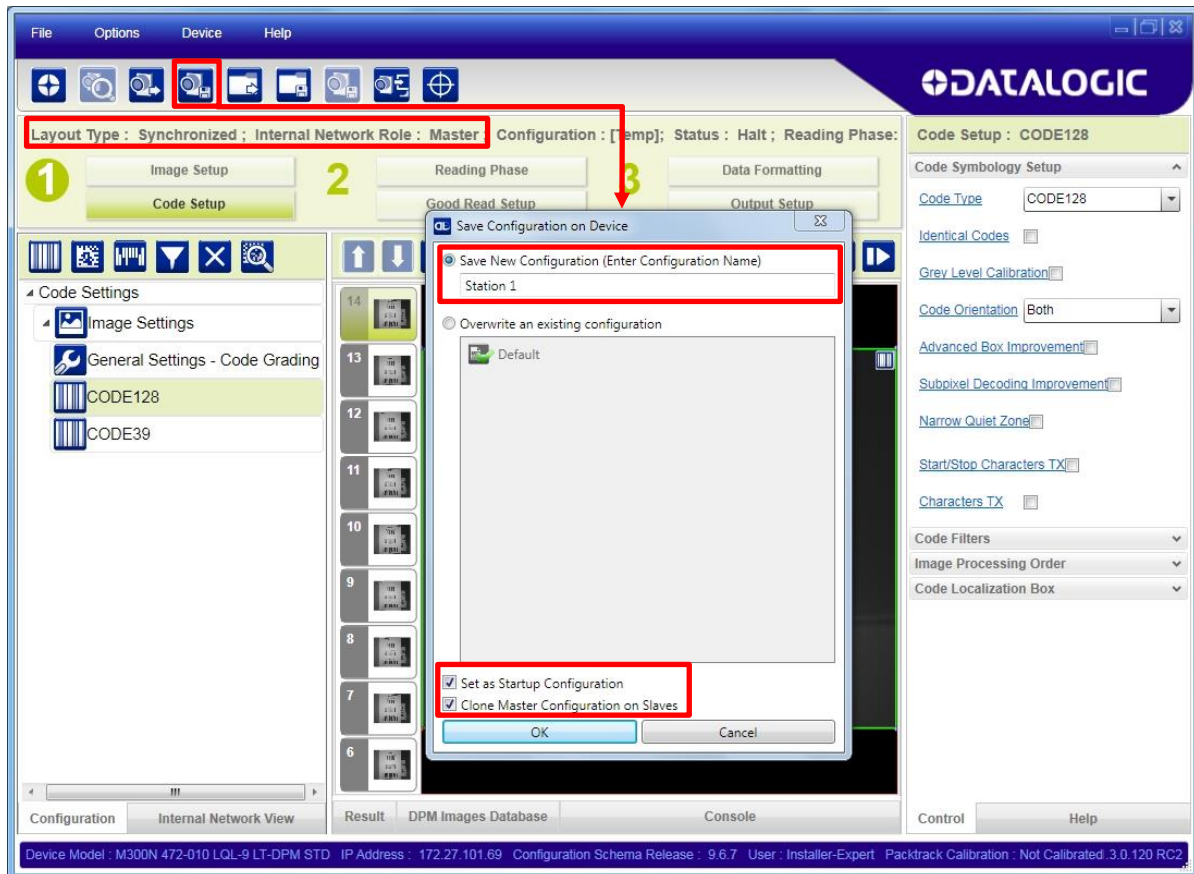 File Options Device Help
DATALOGIC
Layout Type : Synchronized ; Internal Network Role : Master ; Configuration : [Temp]; Status : Halt ; Reading Phase:
1 Image Setup 2 Reading Phase 3 Data Formatting
Code Setup Good Read Setup Output Setup
Code Settings
Image Settings
General Settings - Code Grading
CODE128
CODE39
14
13
12
11
10
9
8
7
6
Save Configuration on Device
Save New Configuration (Enter Configuration Name)
Station 1
Overwrite an existing configuration
Default
Set as Startup Configuration
Clone Master Configuration on Slaves
OK Cancel
Code Setup : CODE128
Code Symbology Setup
Code Type CODE128
Identical Codes
Grey Level Calibration
Code Orientation Both
Advanced Box Improvement
Subpixel Decoding Improvement
Narrow Quiet Zone
Start/Stop Characters TX
Characters TX
Code Filters
Image Processing Order
Code Localization Box
Configuration Internal Network View Result DPM Images Database Console Control Help
Device Model : M300N 472-010 LQL-9 LT-DPM STD IP Address : 172.27.101.69 Configuration Schema Release : 9.6.7 User : Installer-Expert Packtrack Calibration : Not Calibrated .3.0.120 RC2